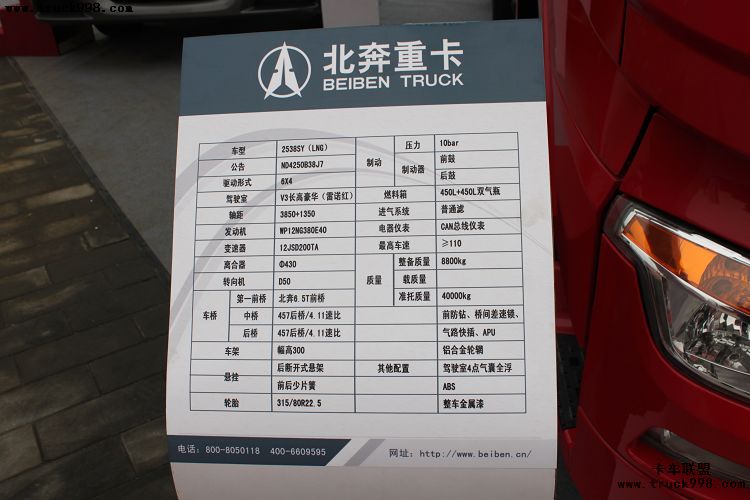 www.truck998.com
北奔重卡
BEIBEN TRUCK
车型 2538SY（LNG） 制动 压力 10bar
公告 ND4250B38J7 制动器 前鼓
驱动形式 6X4 后鼓
驾驶室 V3长高豪华（雷诺红） 燃料箱 450L+450L双气瓶
轴距 3850+1350 进气系统 普通滤
发动机 WP12NG380E40 电器仪表 CAN总线仪表
变速器 12JSD200TA 最高车速 ≥110
离合器 Φ430 质量 整备质量 8800kg
转向机 D50 载质量
车桥 第一前桥 北奔6.5T前桥 准托质量 40000kg
中桥 457后桥/4.11速比 前防钻、桥间差速锁、
后桥 457后桥/4.11速比 气路快插、APU
车架 幅高300 铝合金轮辋
悬挂 后断开式悬架 其他配置 驾驶室4点气囊全浮
前后少片簧 ABS
轮胎 315/80R22.5 整车金属漆
电话：800-8050118 400-6609595 网址：http://www.beiben.cn/
卡车联盟
www.truck998.com